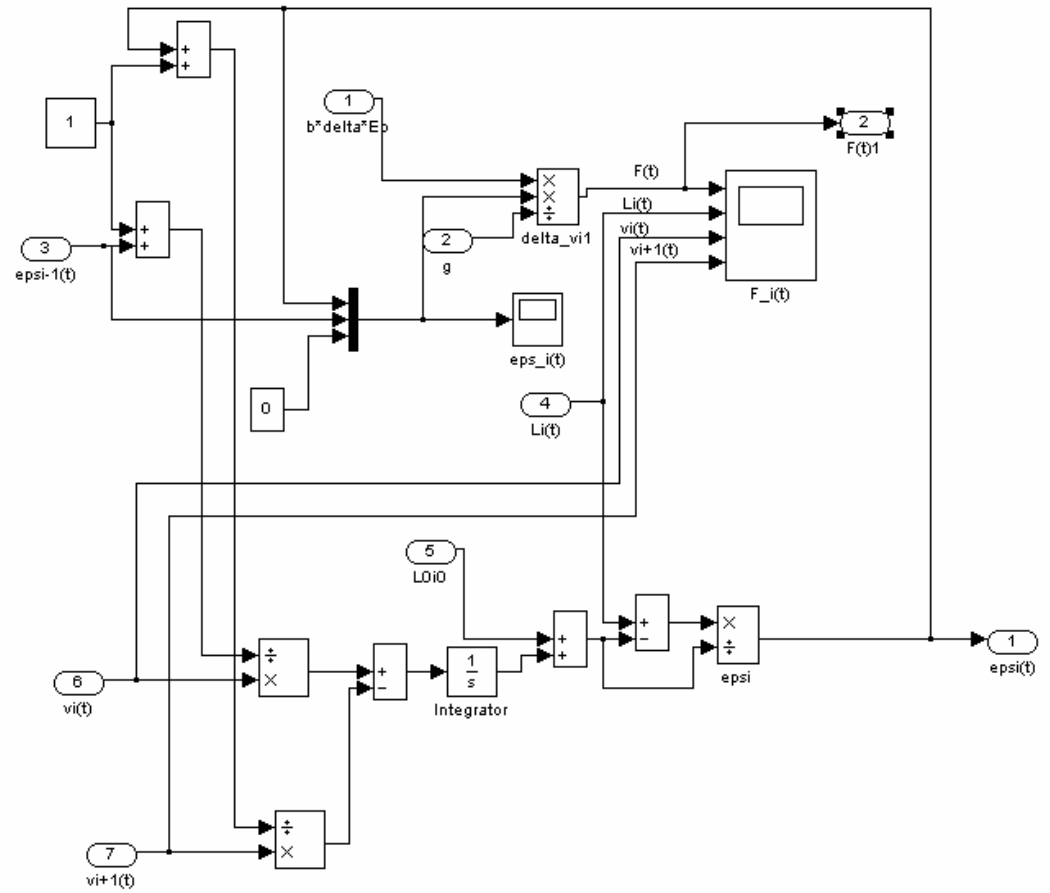 +
+
1
1
b*delta*Eb
2
F(t)1
F(t)
×
×
÷
Li(t)
vi(t)
vi+1(t)
delta_vi1
F_i(t)
+
+
3
epsi-1(t)
2
g
eps_i(t)
0
4
Li(t)
5
L0i0
+
+
+
−
×
÷
epsi
1
epsi(t)
÷
×
6
vi(t)
+
−
1
s
Integrator
÷
×
7
vi+1(t)